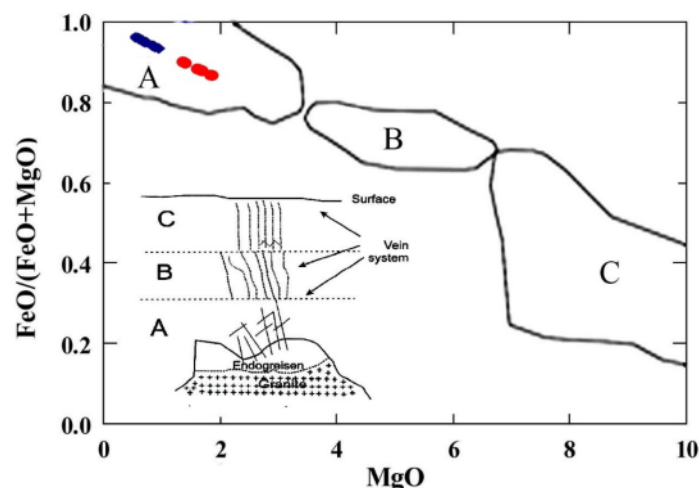 1.0
0.8
0.6
0.4
0.2
0.0
FeO/(FeO+MgO)
A
B
C
Surface
C
Vein
system
B
A
Endogreisen
Granite
0
2
4
6
8
10
MgO